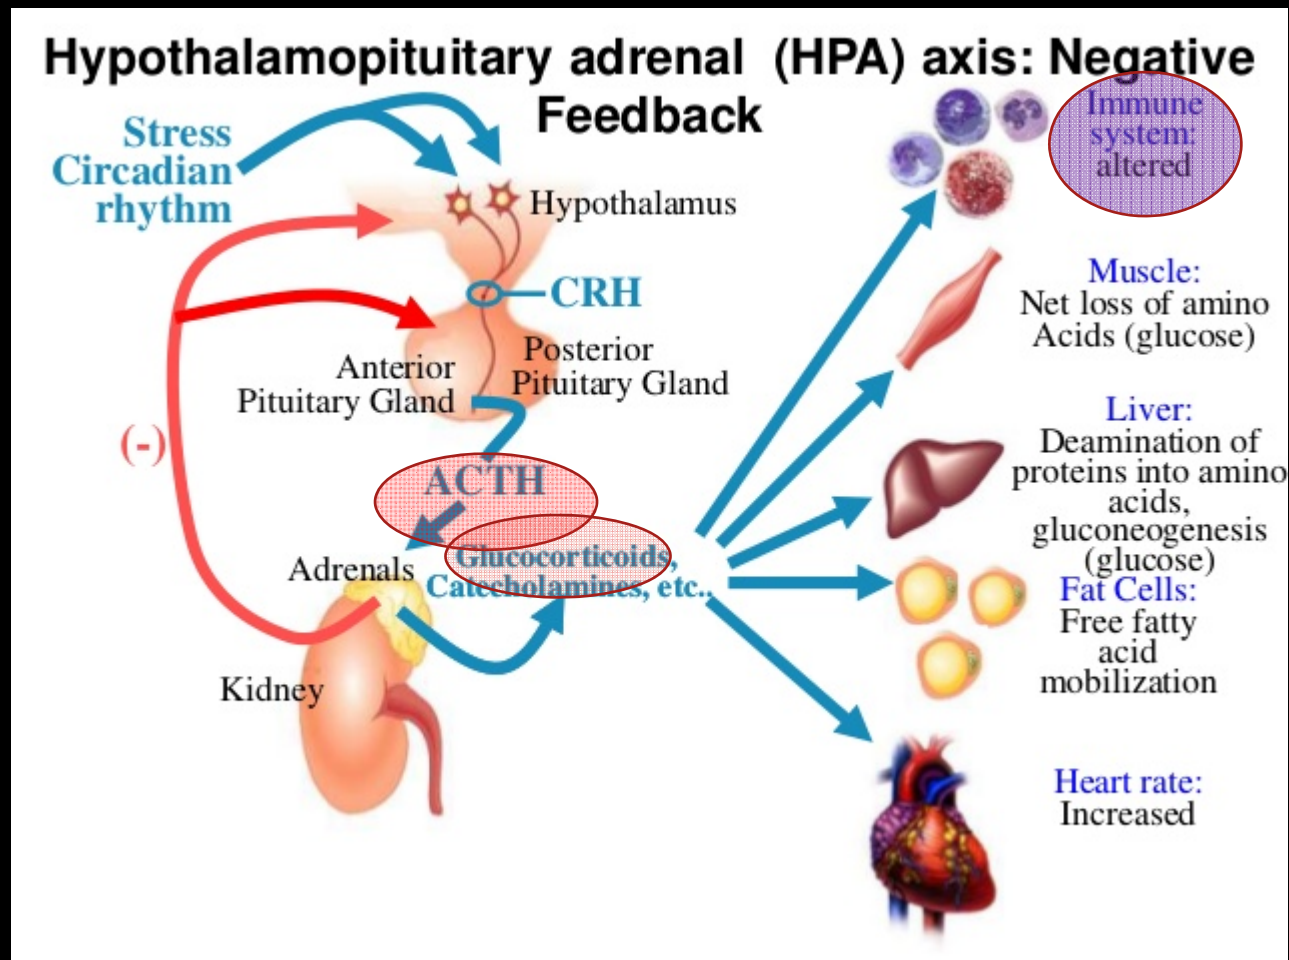 Hypothalamopituitary adrenal (HPA) axis: Negative
Feedback
Stress
Circadian
rhythm
Hypothalamus
CRH
Anterior
Pituitary Gland
Posterior
Pituitary Gland
(-)
ACTH
Glucocorticoids,
Catecholamines, etc..
Adrenals
Kidney
Immune
system:
altered
Muscle:
Net loss of amino
Acids (glucose)
Liver:
Deamination of
proteins into amino
acids,
gluconeogenesis
(glucose)
Fat Cells:
Free fatty
acid
mobilization
Heart rate:
Increased